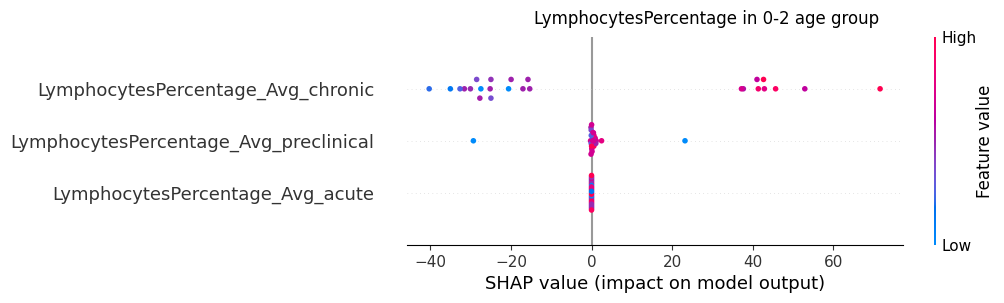 LymphocytesPercentage in 0-2 age group
High
LymphocytesPercentage_Avg_chronic
LymphocytesPercentage_Avg_preclinical
LymphocytesPercentage_Avg_acute
Feature value
Low
−40 −20 0 20 40 60
SHAP value (impact on model output)